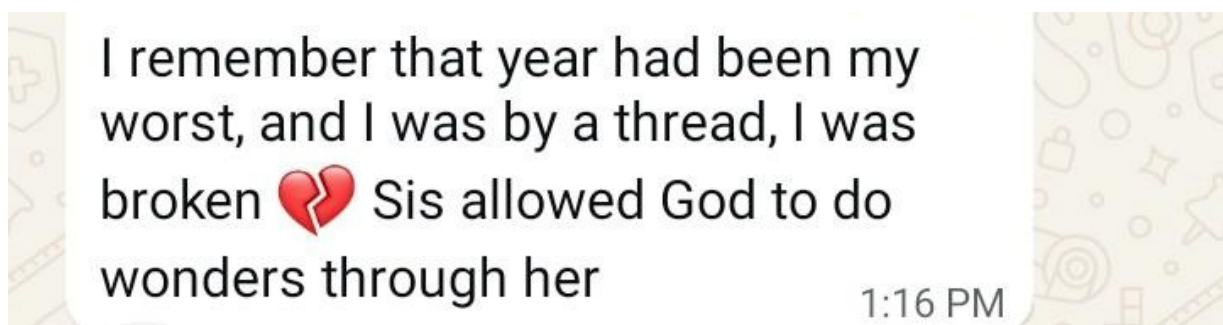 I remember that year had been my
worst, and I was by a thread, I was
broken 💔 Sis allowed God to do
wonders through her
1:16 PM